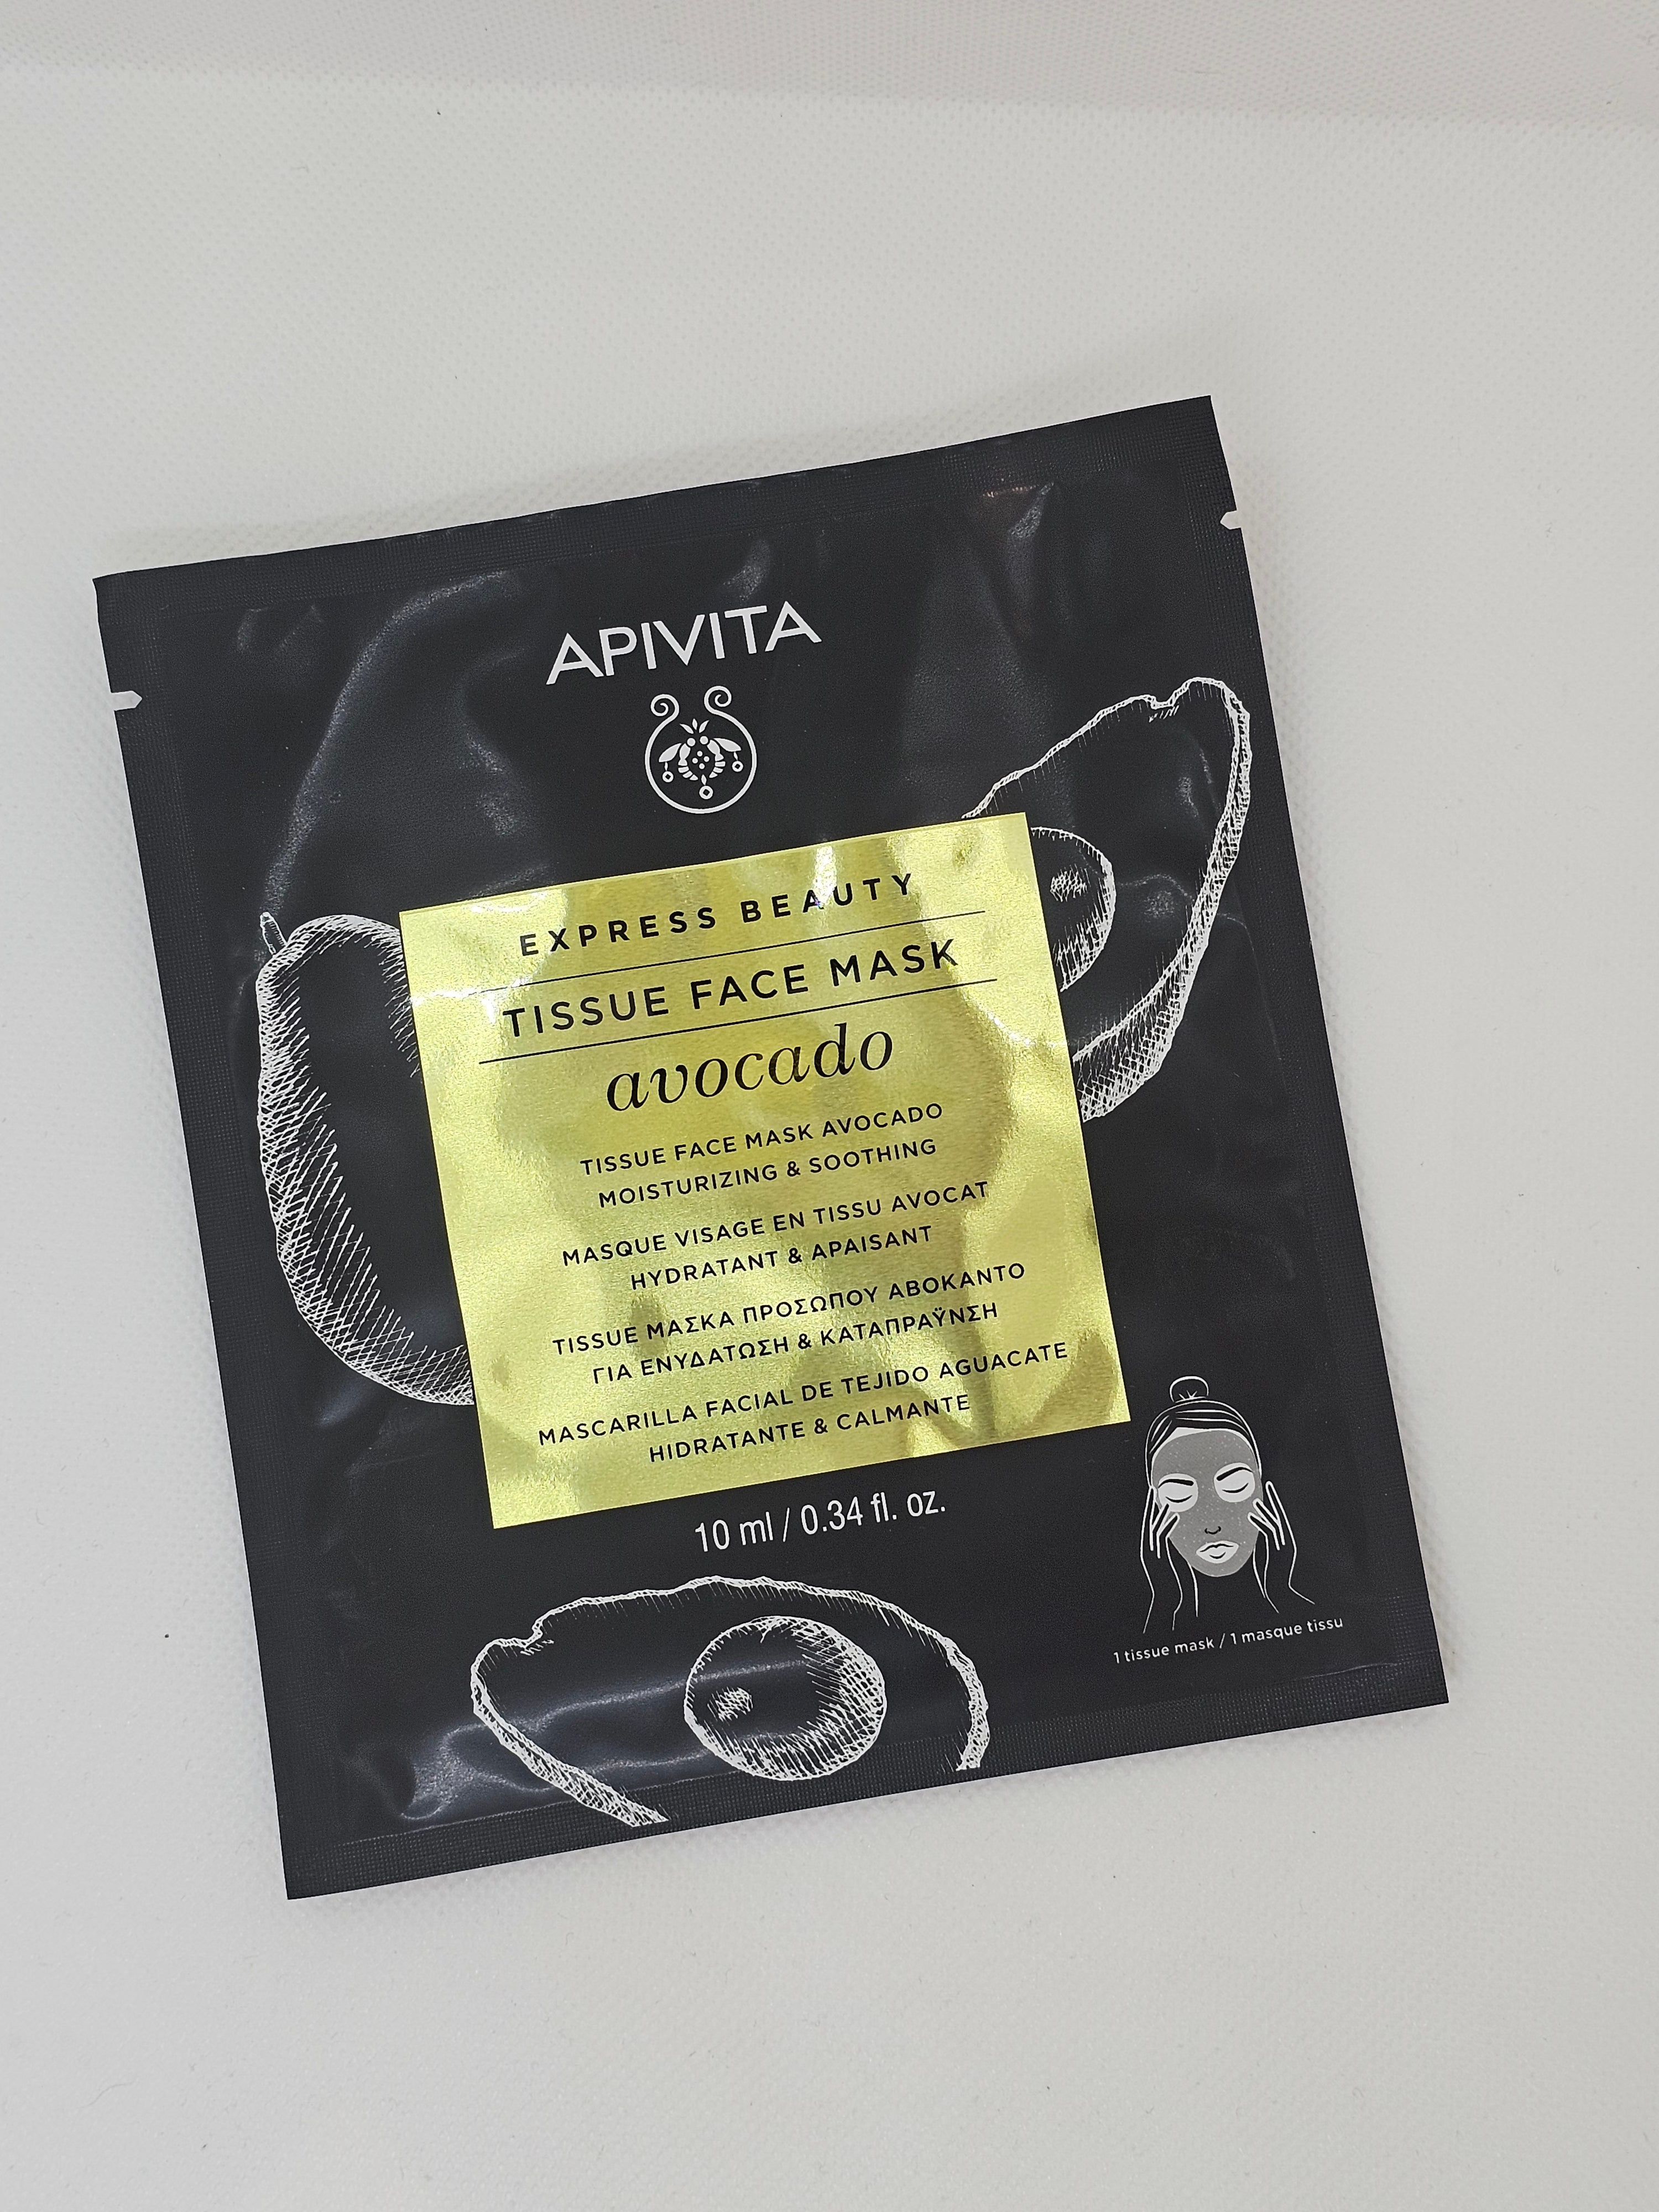 APIVITA
EXPRESS BEAUTY
TISSUE FACE MASK
avocado
TISSUE FACE MASK AVOCADO
MOISTURIZING & SOOTHING
MASQUE VISAGE EN TISSU AVOCAT
HYDRATANT & APAISANT
TISSUE ΜΑΣΚΑ ΠΡΟΣΩΠΟΥ ΑΒΟΚΑΝΤΟ
ΓΙΑ ΕΝΥΔΑΤΩΣΗ & ΚΑΤΑΠΡΑΫΝΣΗ
MASCARILLA FACIAL DE TEJIDO AGUACATE
HIDRATANTE & CALMANTE
10 ml / 0.34 fl. oz.
1 tissue mask / 1 masque tissu